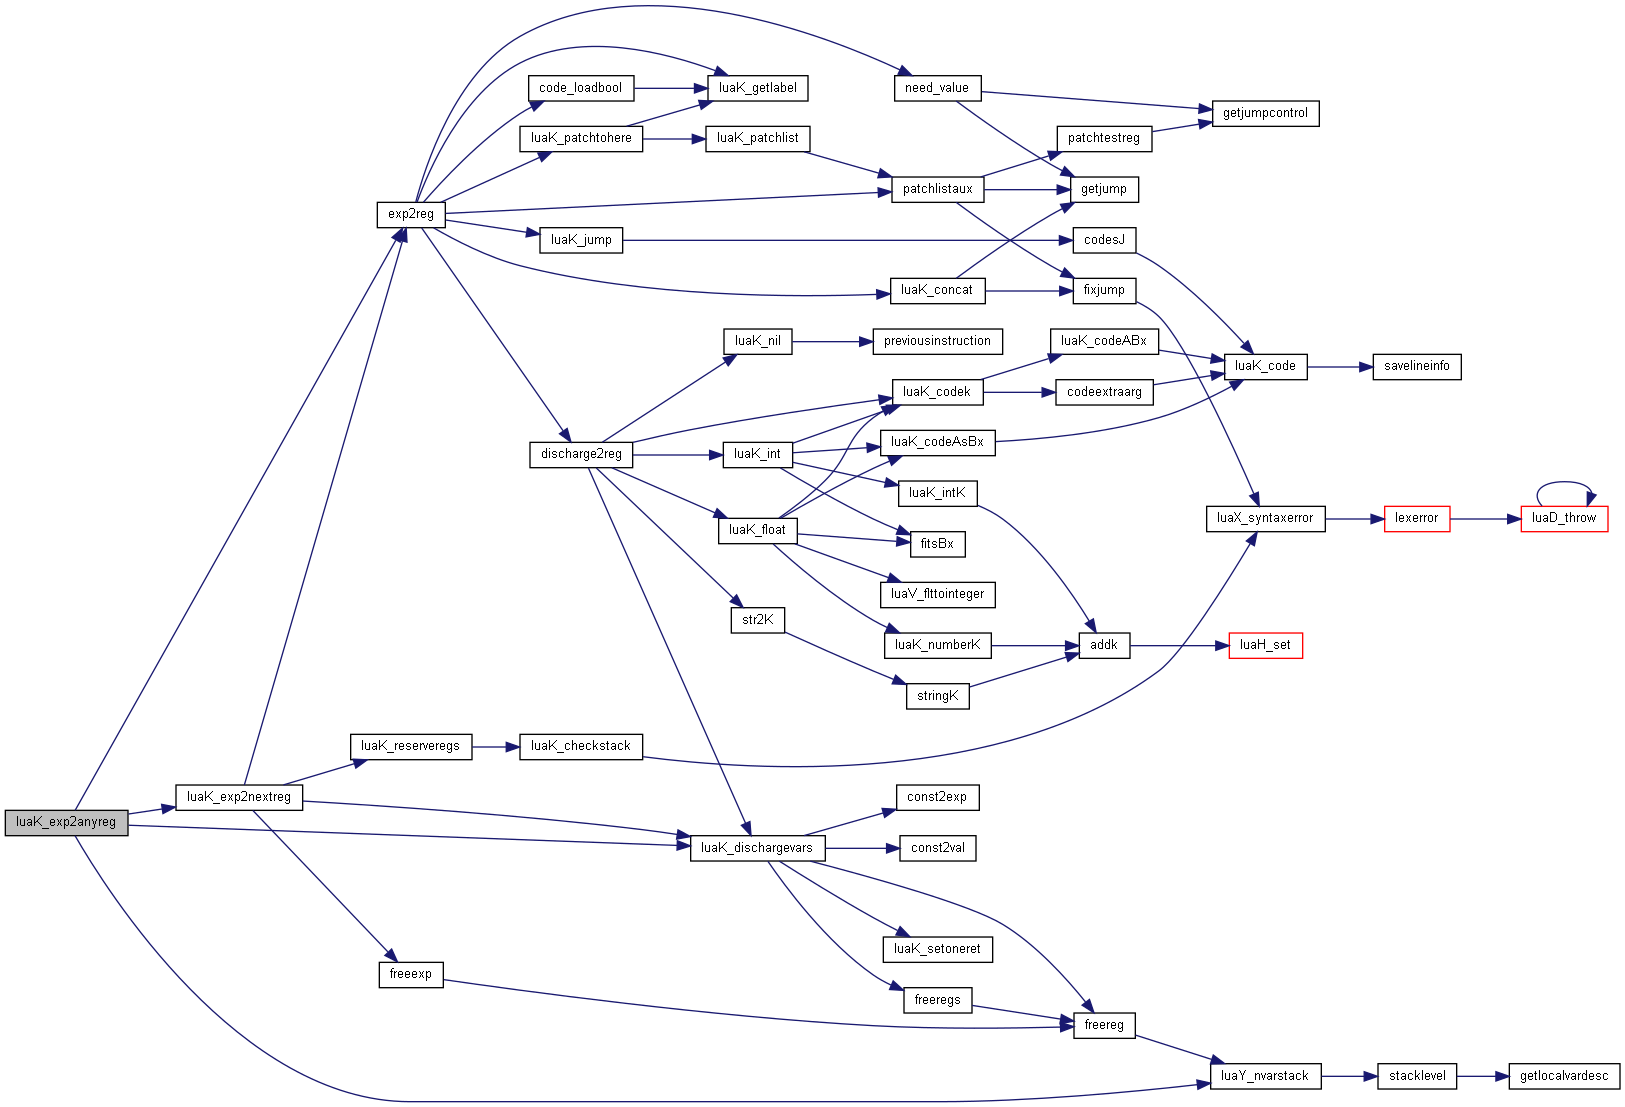 need_value
code_loadbool
luaK_getlabel
getjumpcontrol
luaK_patchtohere
luaK_patchlist
patchtestreg
patchlistaux
getjump
exp2reg
luaK_jump
codesJ
luaK_concat
fixjump
luaK_nil
previousinstruction
luaK_codeABx
luaK_code
savelineinfo
luaK_codek
codeextraarg
discharge2reg
luaK_int
luaK_codeAsBx
luaK_intK
luaX_syntaxerror
lexerror
luaD_throw
luaK_float
fitsBx
luaV_flttointeger
str2K
luaK_numberK
addk
luaH_set
stringK
luaK_reserveregs
luaK_checkstack
luaK_exp2nextreg
const2exp
luaK_exp2anyreg
luaK_dischargevars
const2val
luaK_setoneret
freeexp
freeregs
freereg
luaY_nvarstack
stacklevel
getlocalvardesc